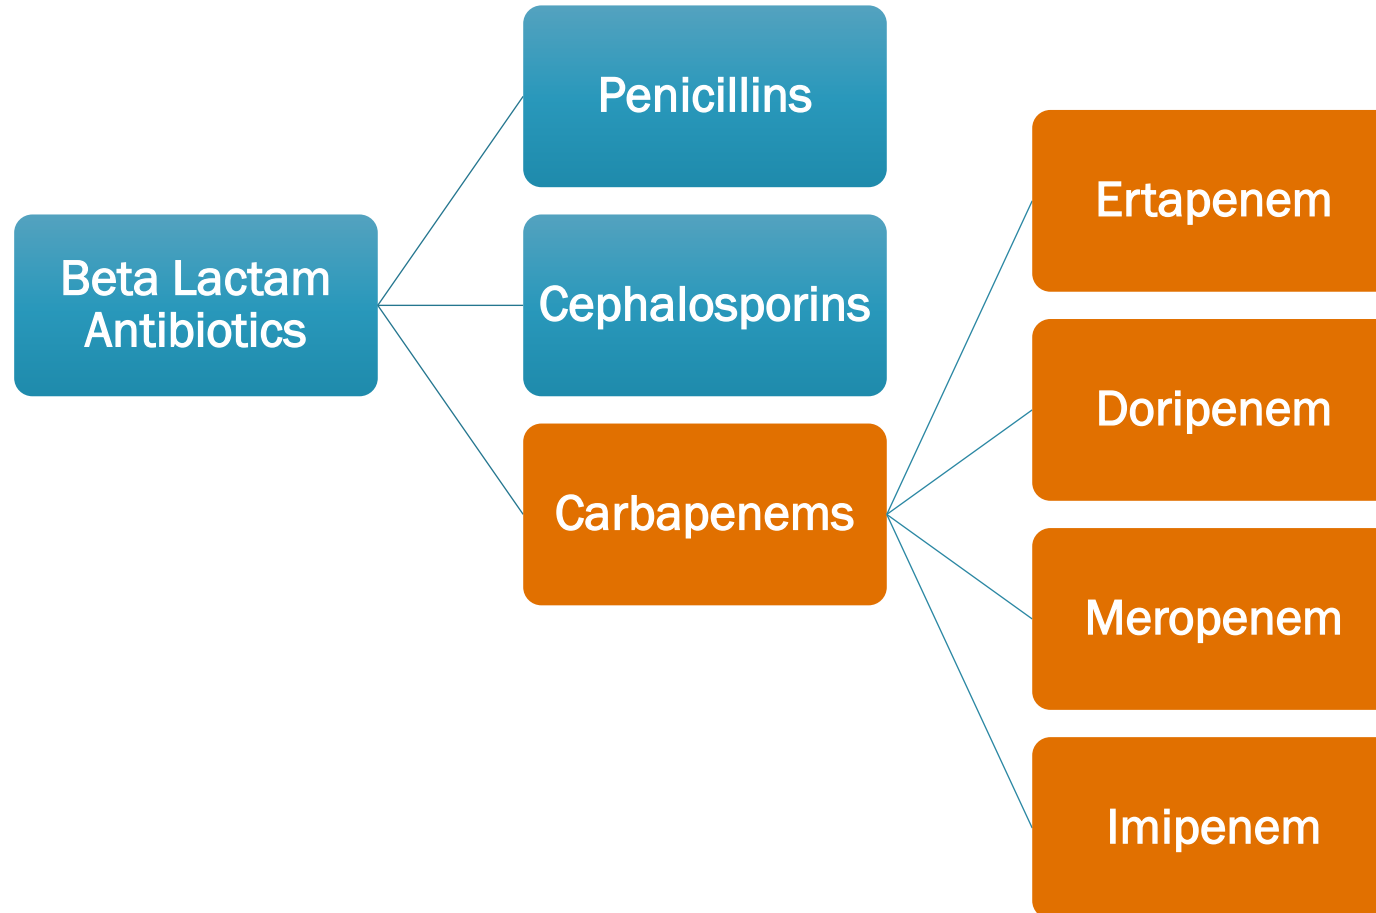 Beta Lactam
Antibiotics
Penicillins
Cephalosporins
Carbapenems
Ertapenem
Doripenem
Meropenem
Imipenem